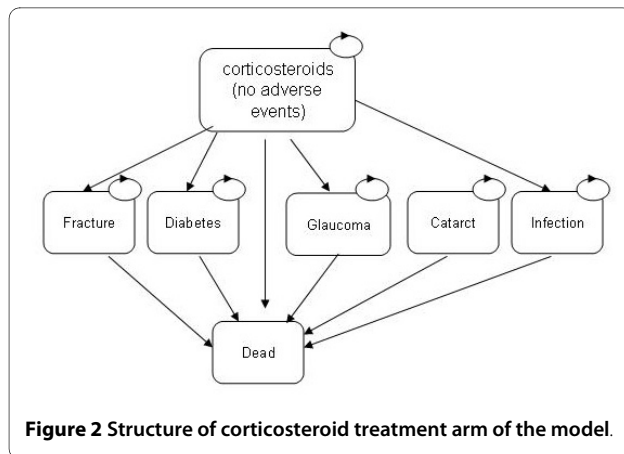 corticosteroids
(no adverse
events)
Fracture
Diabetes
Glaucoma
Catarct
Infection
Dead
Figure 2 Structure of corticosteroid treatment arm of the model.